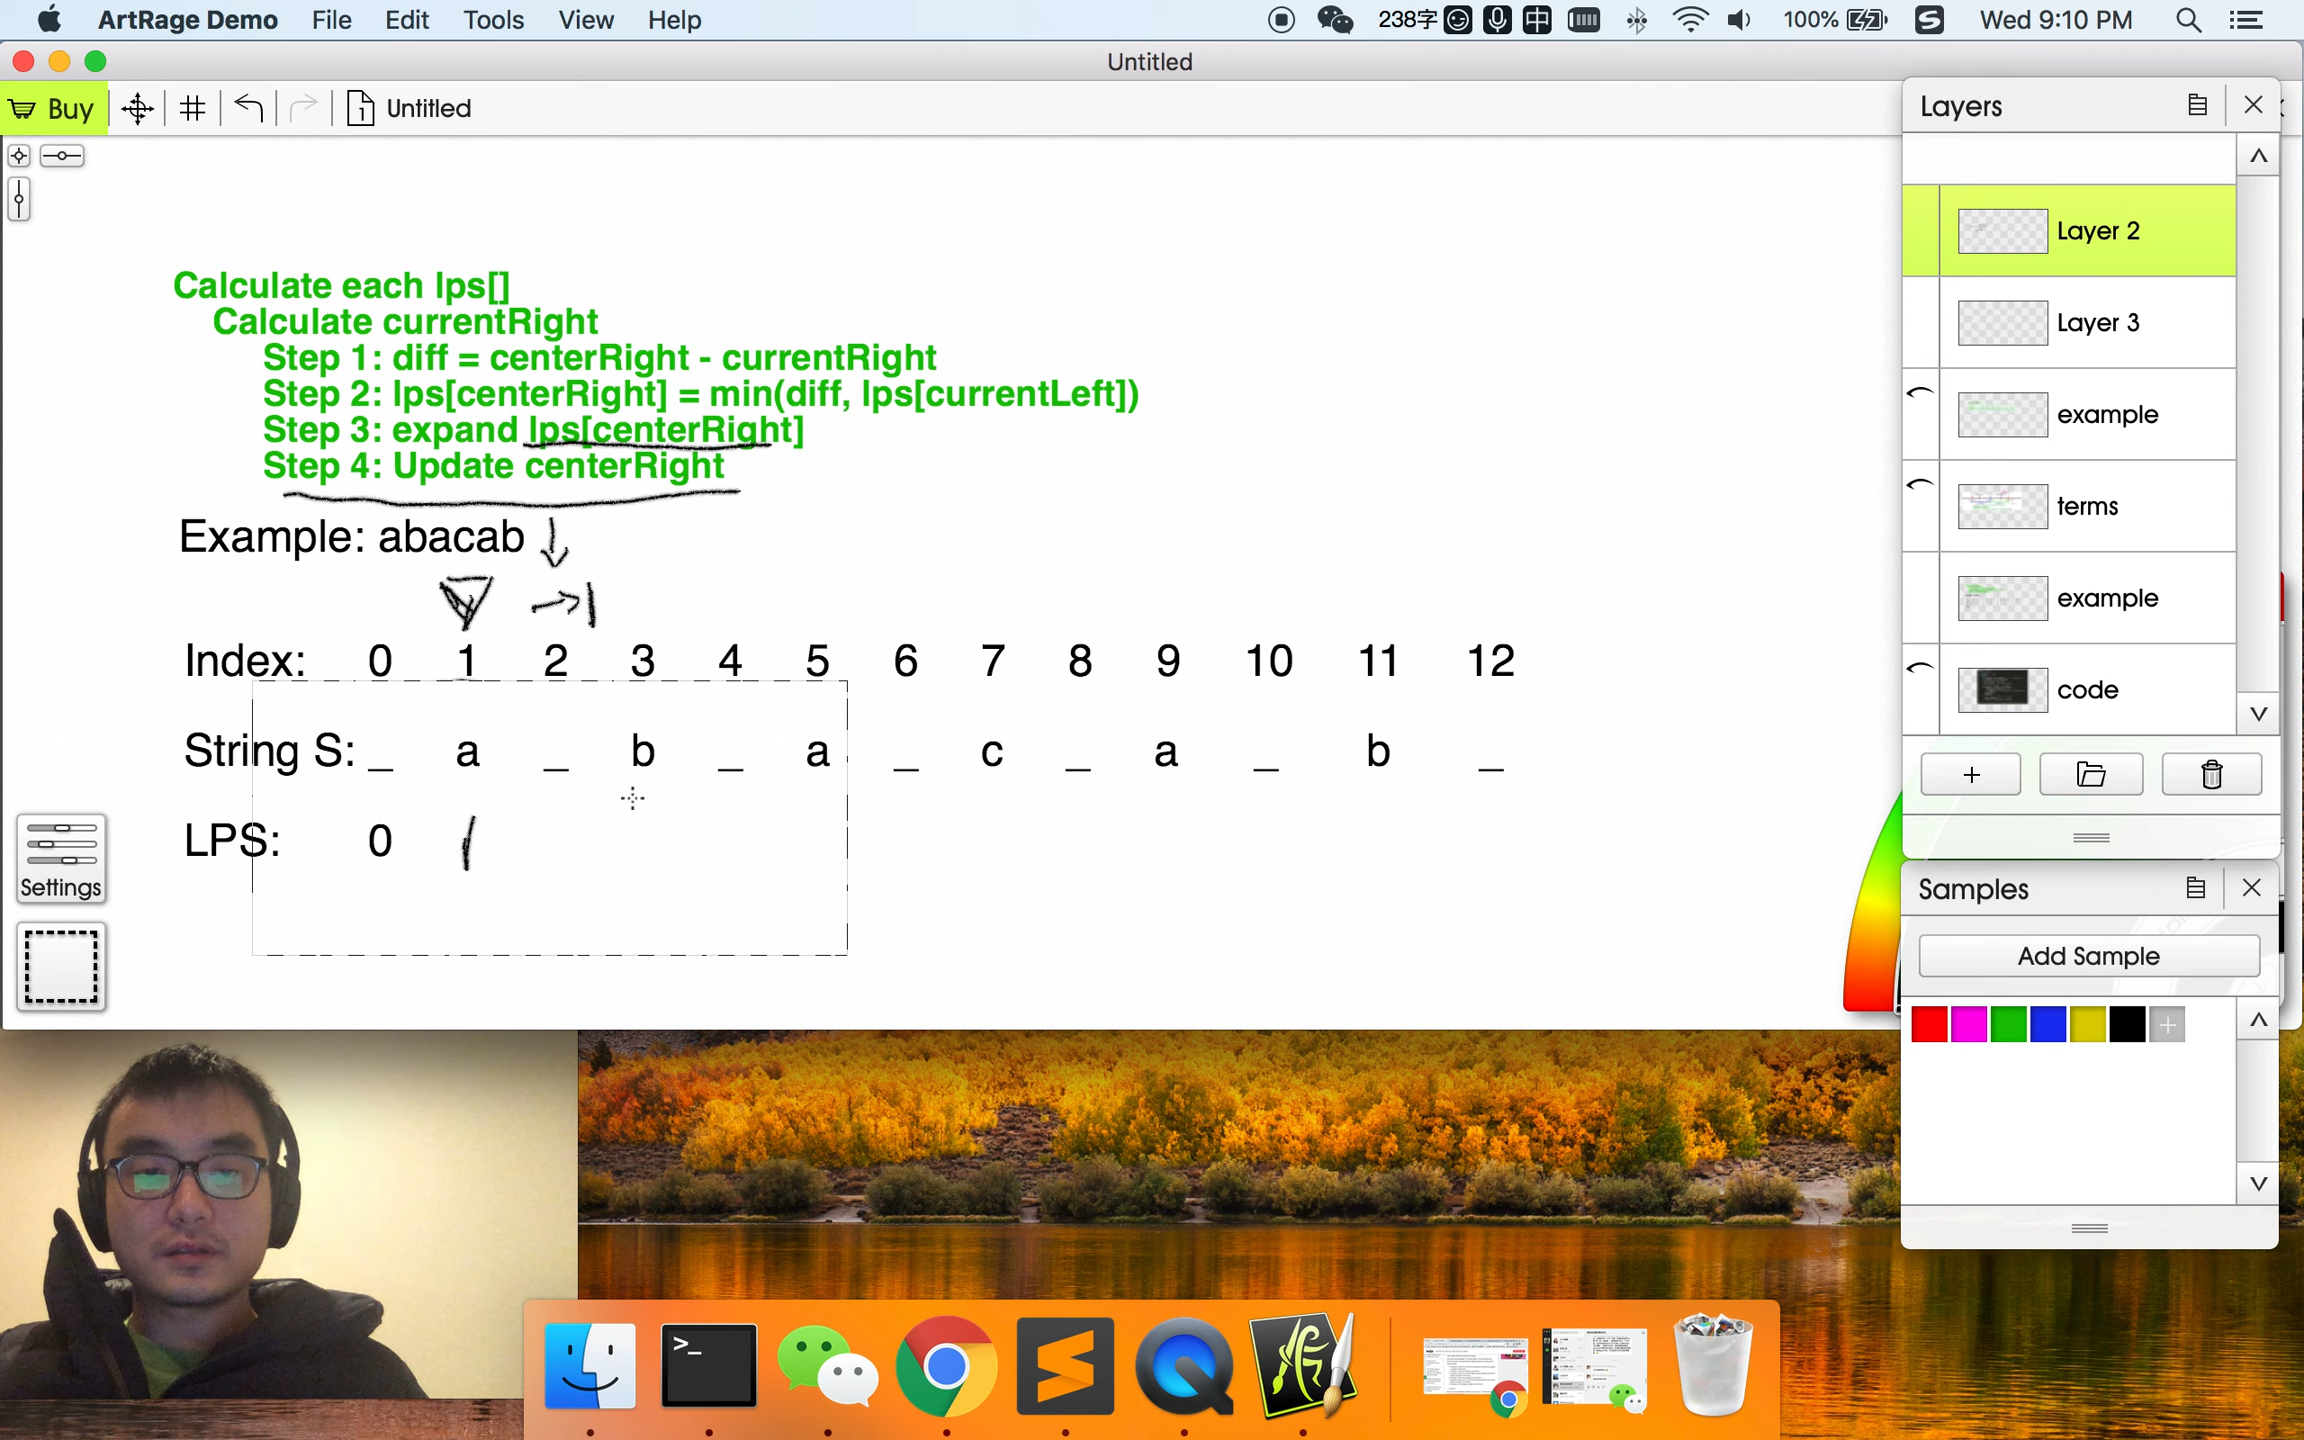 ArtRage Demo File Edit Tools View Help 238字 中 100% Wed 9:10 PM
Untitled
Buy Untitled
Calculate each lps[]
Calculate currentRight
Step 1: diff = centerRight - currentRight
Step 2: lps[centerRight] = min(diff, lps[currentLeft])
Step 3: expand lps[centerRight]
Step 4: Update centerRight
Example: abacab
Index: 0 1 2 3 4 5 6 7 8 9 10 11 12
String S: _ a _ b _ a _ c _ a _ b _
LPS: 0 1
Settings
Layers
Layer 2
Layer 3
example
terms
example
code
Samples
Add Sample